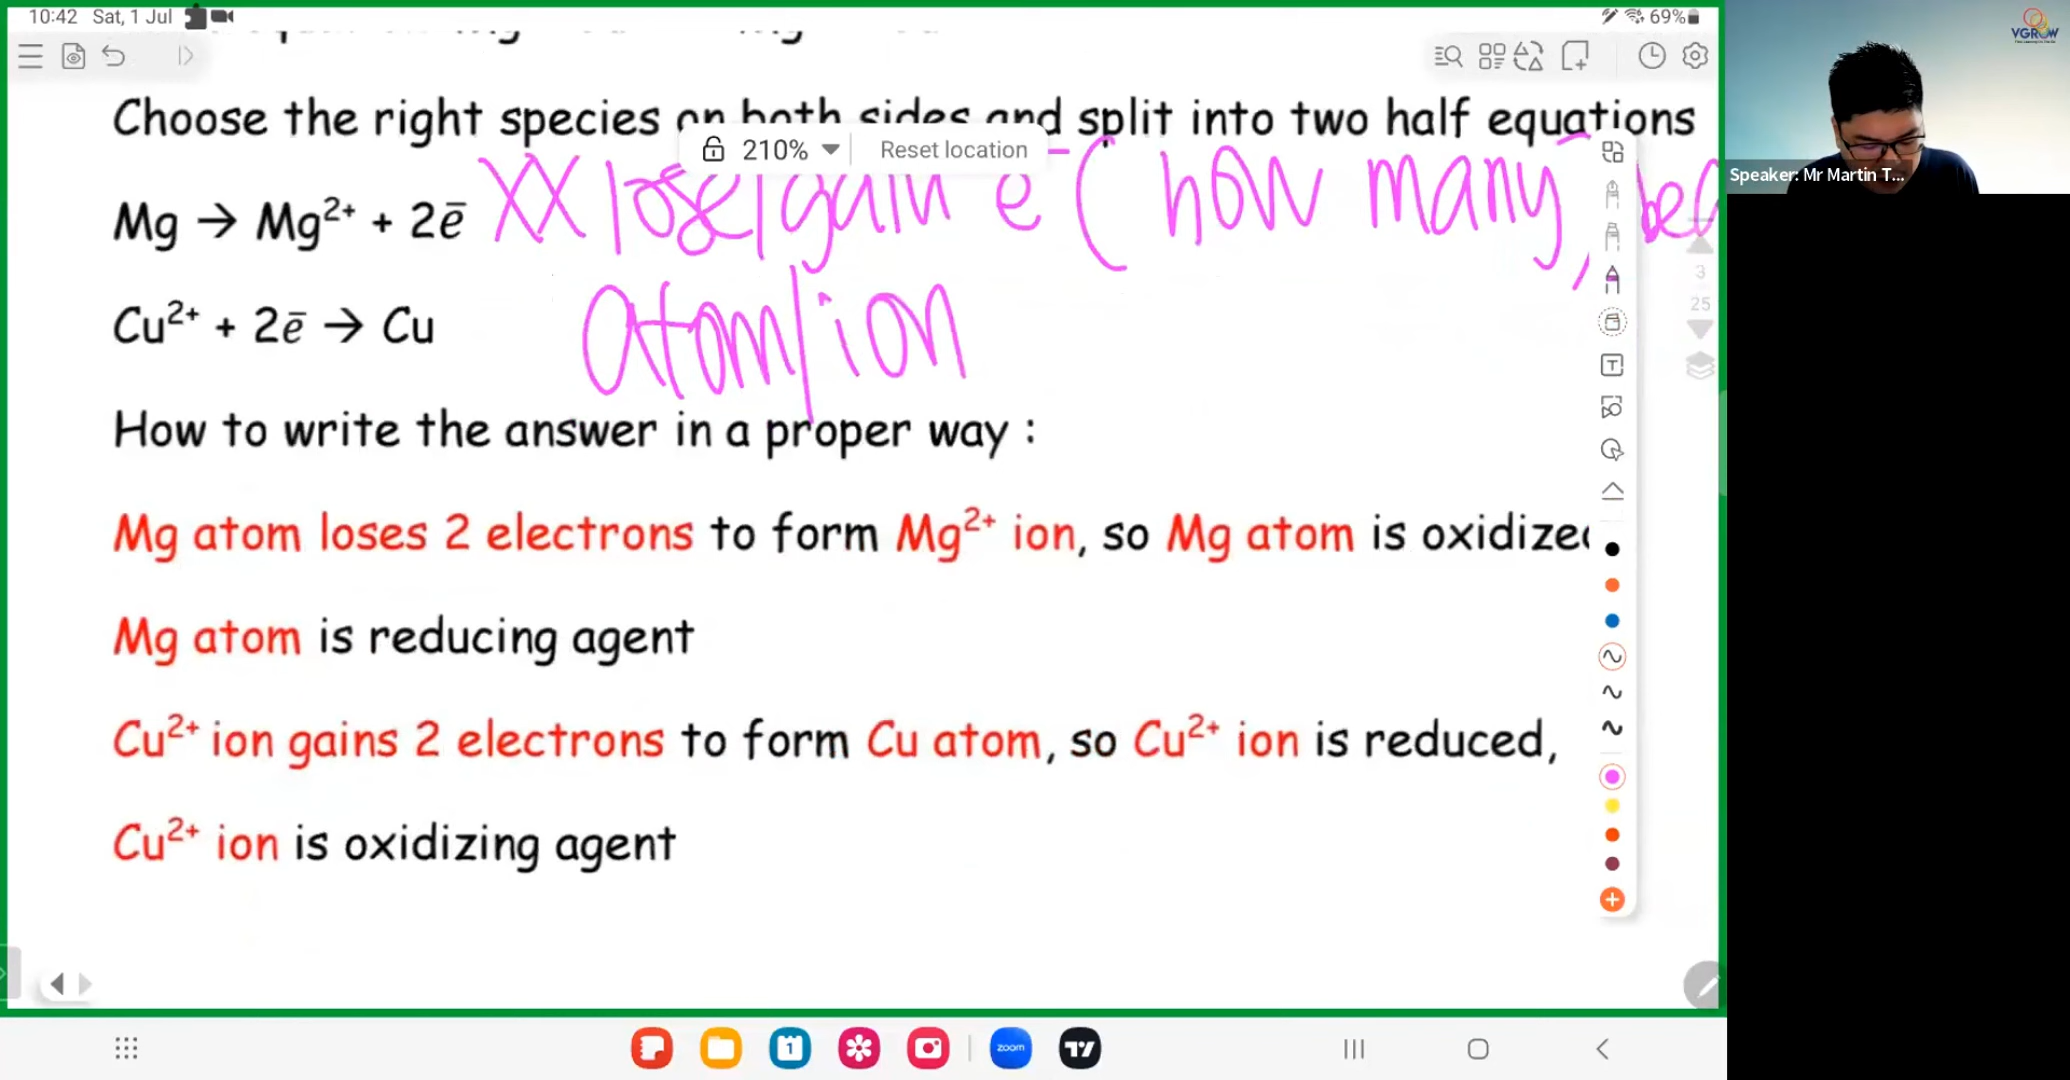 10:42 Sat, 1 Jul
69%
VGROW
Choose the right species on both sides and split into two half equations
210% Reset location
Mg → Mg²⁺ + 2ē XX lose/gain e⁻ (how many),
Speaker: Mr Martin T...
3
25
Cu²⁺ + 2ē → Cu atom/ion
How to write the answer in a proper way :
Mg atom loses 2 electrons to form Mg²⁺ ion, so Mg atom is oxidized
Mg atom is reducing agent
Cu²⁺ ion gains 2 electrons to form Cu atom, so Cu²⁺ ion is reduced,
Cu²⁺ ion is oxidizing agent
1
zoom